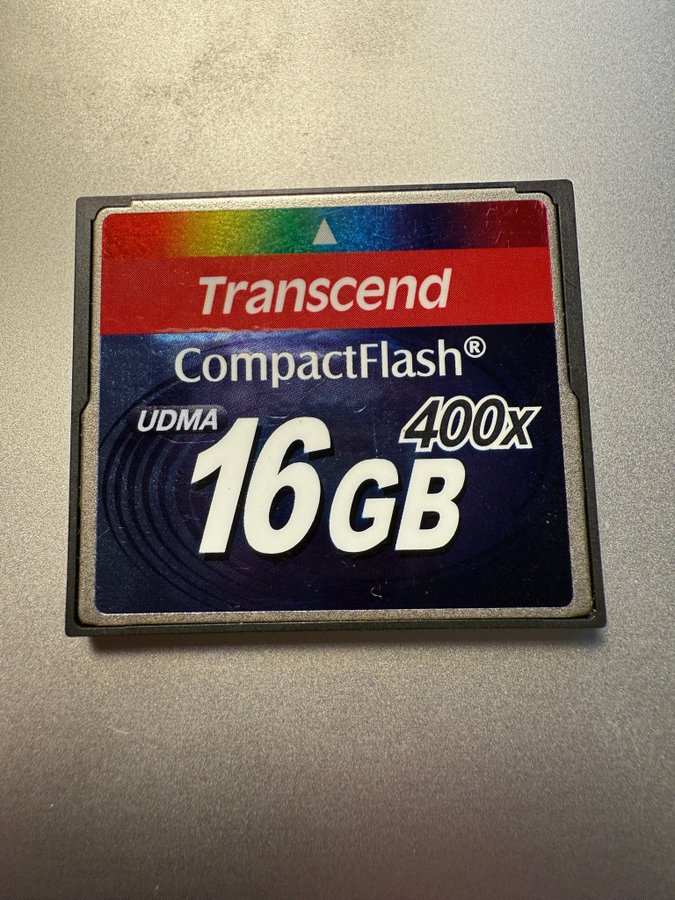 Transcend
CompactFlash®
UDMA 400x
16GB